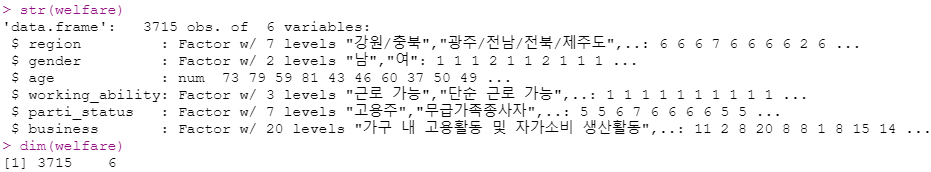 > str(welfare)
'data.frame':   3715 obs. of  6 variables:
 $ region         : Factor w/ 7 levels "강원/충북","광주/전남/전북/제주도",..: 6 6 6 7 6 6 6 6 2 6 ...
 $ gender         : Factor w/ 2 levels "남","여": 1 1 1 2 1 1 2 1 1 1 ...
 $ age            : num  73 79 59 81 43 46 60 37 50 49 ...
 $ working_ability: Factor w/ 3 levels "근로 가능","단순 근로 가능",..: 1 1 1 1 1 1 1 1 1 1 ...
 $ parti_status   : Factor w/ 7 levels "고용주","무급가족종사자",..: 5 5 6 7 6 6 6 6 5 5 ...
 $ business       : Factor w/ 20 levels "가구 내 고용활동 및 자가소비 생산활동",..: 11 2 8 20 8 8 1 8 15 14 ...
> dim(welfare)
[1] 3715    6